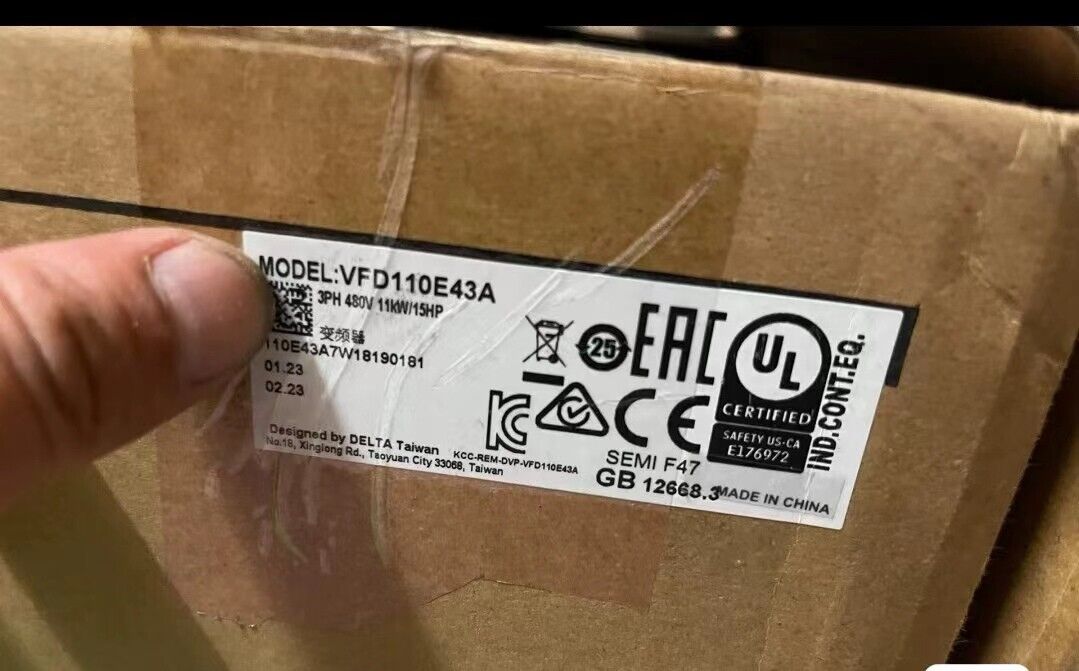 MODEL:VFD110E43A
3PH 480V 11kW/15HP
变频器
110E43A7W18190181
01.23
02.23
Designed by DELTA Taiwan
No.18, Xinglong Rd., Taoyuan City 33068, Taiwan
KCC-REM-DVP-VFD110E43A
25
EAC
KC
CE
SEMI F47
GB 12668.3
MADE IN CHINA
UL
CERTIFIED
SAFETY US-CA
E176972
IND.CONT.EQ.